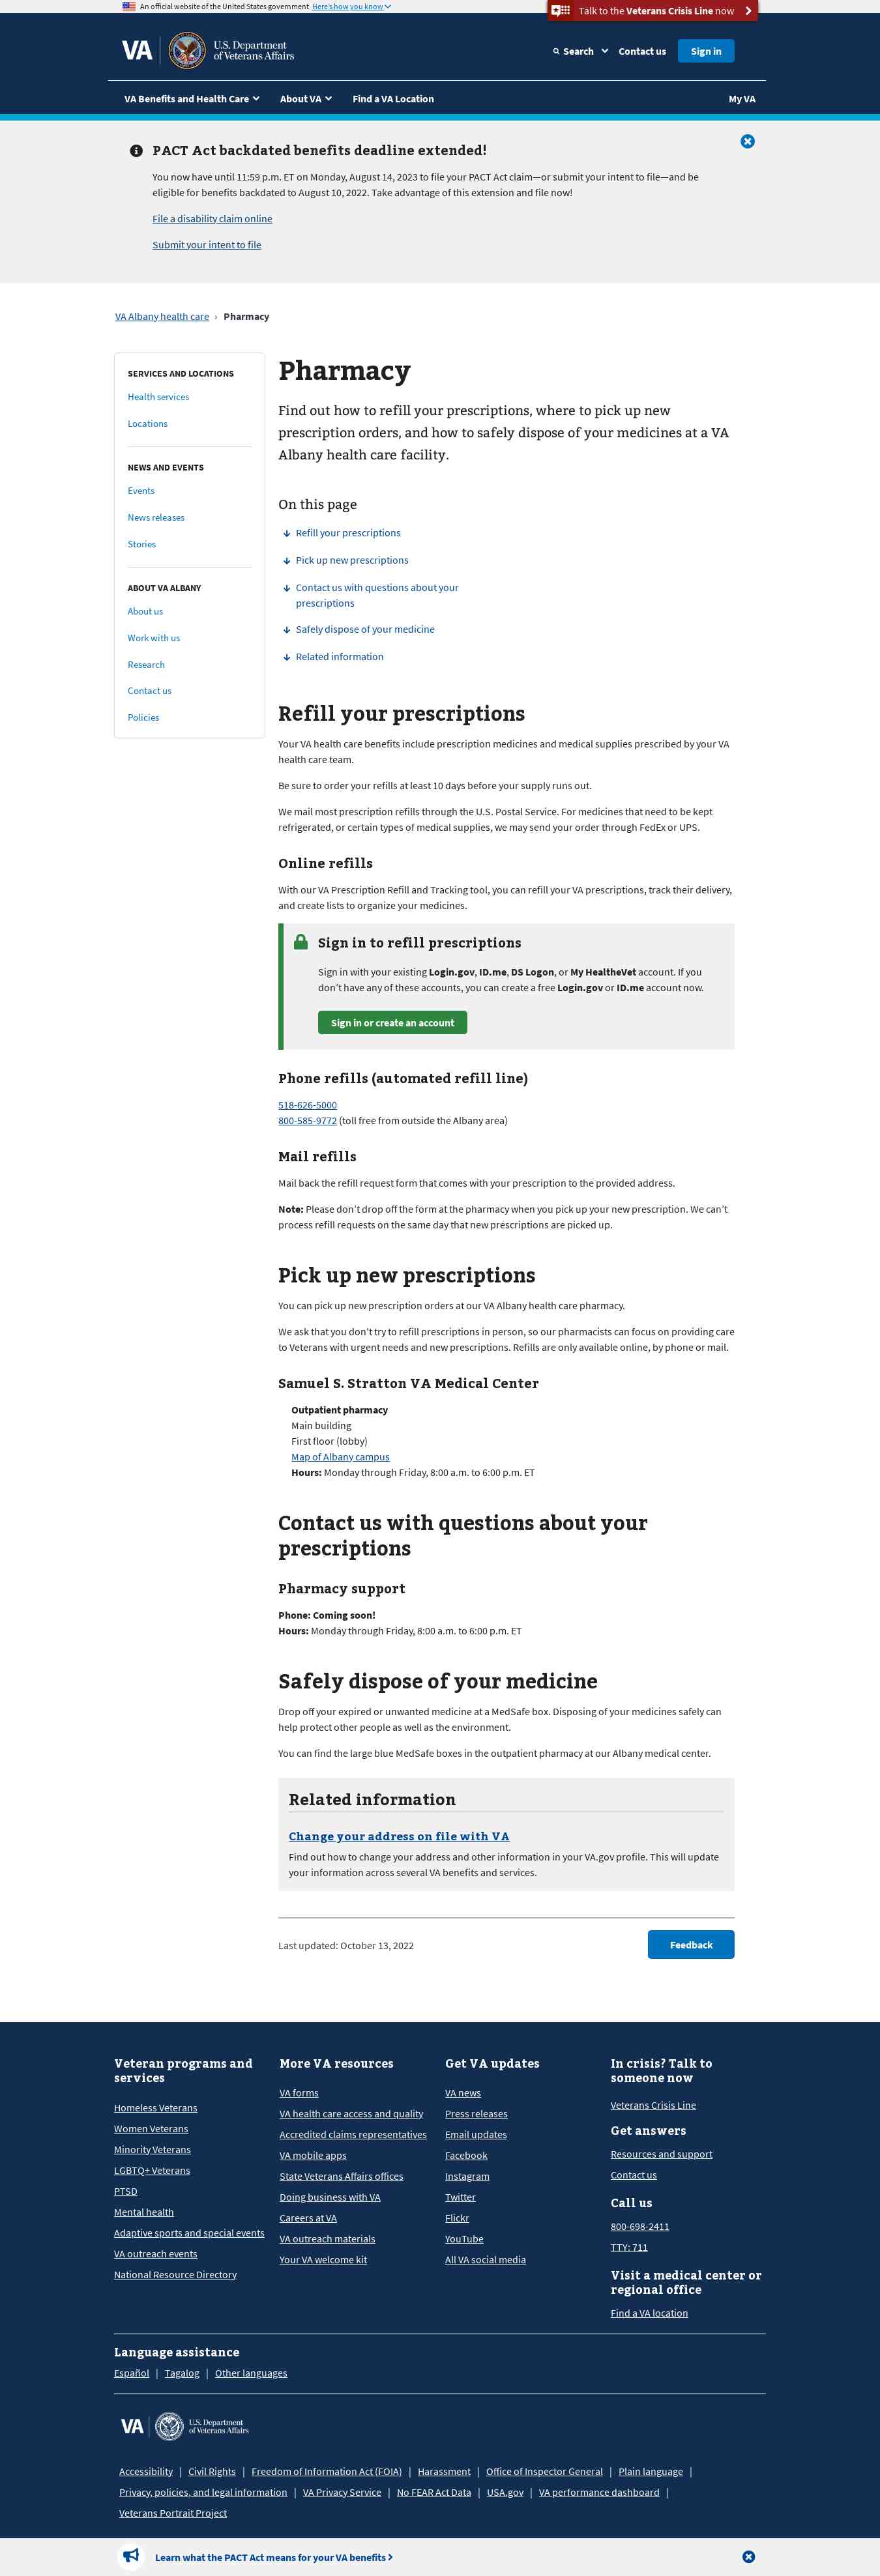 An official website of the United States government Here's how you know
Talk to the Veterans Crisis Line now
VA
U.S. Department
of Veterans Affairs
Search
Contact us
Sign in
VA Benefits and Health Care
About VA
Find a VA Location
My VA
PACT Act backdated benefits deadline extended!
You now have until 11:59 p.m. ET on Monday, August 14, 2023 to file your PACT Act claim—or submit your intent to file—and be
eligible for benefits backdated to August 10, 2022. Take advantage of this extension and file now!
File a disability claim online
Submit your intent to file
VA Albany health care › Pharmacy
SERVICES AND LOCATIONS
Health services
Locations
NEWS AND EVENTS
Events
News releases
Stories
ABOUT VA ALBANY
About us
Work with us
Research
Contact us
Policies
Pharmacy
Find out how to refill your prescriptions, where to pick up new
prescription orders, and how to safely dispose of your medicines at a VA
Albany health care facility.
On this page
Refill your prescriptions
Pick up new prescriptions
Contact us with questions about your
prescriptions
Safely dispose of your medicine
Related information
Refill your prescriptions
Your VA health care benefits include prescription medicines and medical supplies prescribed by your VA
health care team.
Be sure to order your refills at least 10 days before your supply runs out.
We mail most prescription refills through the U.S. Postal Service. For medicines that need to be kept
refrigerated, or certain types of medical supplies, we may send your order through FedEx or UPS.
Online refills
With our VA Prescription Refill and Tracking tool, you can refill your VA prescriptions, track their delivery,
and create lists to organize your medicines.
Sign in to refill prescriptions
Sign in with your existing Login.gov, ID.me, DS Logon, or My HealtheVet account. If you
don't have any of these accounts, you can create a free Login.gov or ID.me account now.
Sign in or create an account
Phone refills (automated refill line)
518-626-5000
800-585-9772 (toll free from outside the Albany area)
Mail refills
Mail back the refill request form that comes with your prescription to the provided address.
Note: Please don't drop off the form at the pharmacy when you pick up your new prescription. We can't
process refill requests on the same day that new prescriptions are picked up.
Pick up new prescriptions
You can pick up new prescription orders at our VA Albany health care pharmacy.
We ask that you don't try to refill prescriptions in person, so our pharmacists can focus on providing care
to Veterans with urgent needs and new prescriptions. Refills are only available online, by phone or mail.
Samuel S. Stratton VA Medical Center
Outpatient pharmacy
Main building
First floor (lobby)
Map of Albany campus
Hours: Monday through Friday, 8:00 a.m. to 6:00 p.m. ET
Contact us with questions about your
prescriptions
Pharmacy support
Phone: Coming soon!
Hours: Monday through Friday, 8:00 a.m. to 6:00 p.m. ET
Safely dispose of your medicine
Drop off your expired or unwanted medicine at a MedSafe box. Disposing of your medicines safely can
help protect other people as well as the environment.
You can find the large blue MedSafe boxes in the outpatient pharmacy at our Albany medical center.
Related information
Change your address on file with VA
Find out how to change your address and other information in your VA.gov profile. This will update
your information across several VA benefits and services.
Last updated: October 13, 2022
Feedback
Veteran programs and
services
Homeless Veterans
Women Veterans
Minority Veterans
LGBTQ+ Veterans
PTSD
Mental health
Adaptive sports and special events
VA outreach events
National Resource Directory
More VA resources
VA forms
VA health care access and quality
Accredited claims representatives
VA mobile apps
State Veterans Affairs offices
Doing business with VA
Careers at VA
VA outreach materials
Your VA welcome kit
Get VA updates
VA news
Press releases
Email updates
Facebook
Instagram
Twitter
Flickr
YouTube
All VA social media
In crisis? Talk to
someone now
Veterans Crisis Line
Get answers
Resources and support
Contact us
Call us
800-698-2411
TTY: 711
Visit a medical center or
regional office
Find a VA location
Language assistance
Español | Tagalog | Other languages
VA
U.S. Department
of Veterans Affairs
Accessibility | Civil Rights | Freedom of Information Act (FOIA) | Harassment | Office of Inspector General | Plain language |
Privacy, policies, and legal information | VA Privacy Service | No FEAR Act Data | USA.gov | VA performance dashboard |
Veterans Portrait Project
Learn what the PACT Act means for your VA benefits